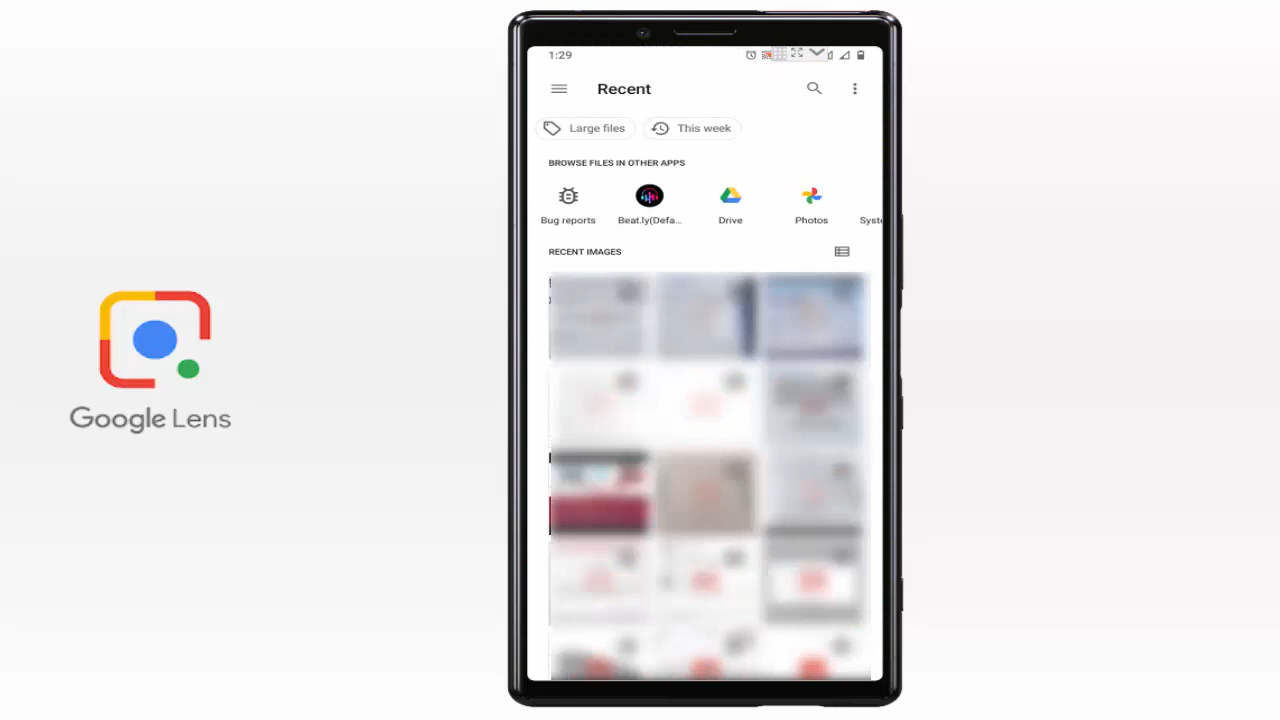 1:29
Recent
Large files
This week
BROWSE FILES IN OTHER APPS
Bug reports
Beat.ly(Defa...
Drive
Photos
Syst
RECENT IMAGES
Google Lens